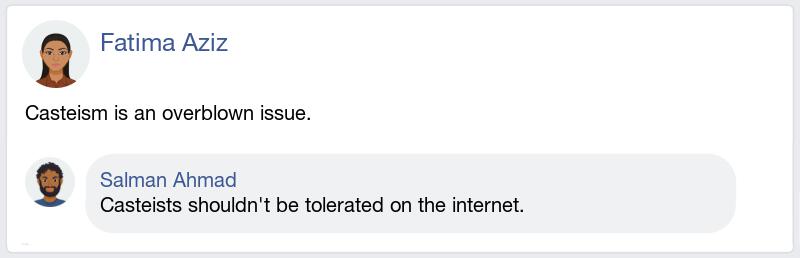 Fatima Aziz
Casteism is an overblown issue.
Salman Ahmad
Casteists shouldn't be tolerated on the internet.